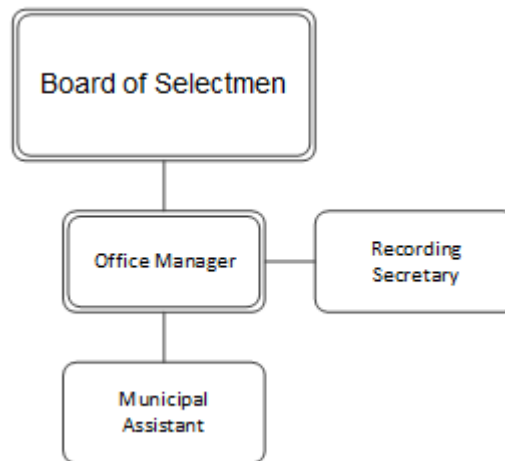 Board of Selectmen
Office Manager
Recording
Secretary
Municipal
Assistant